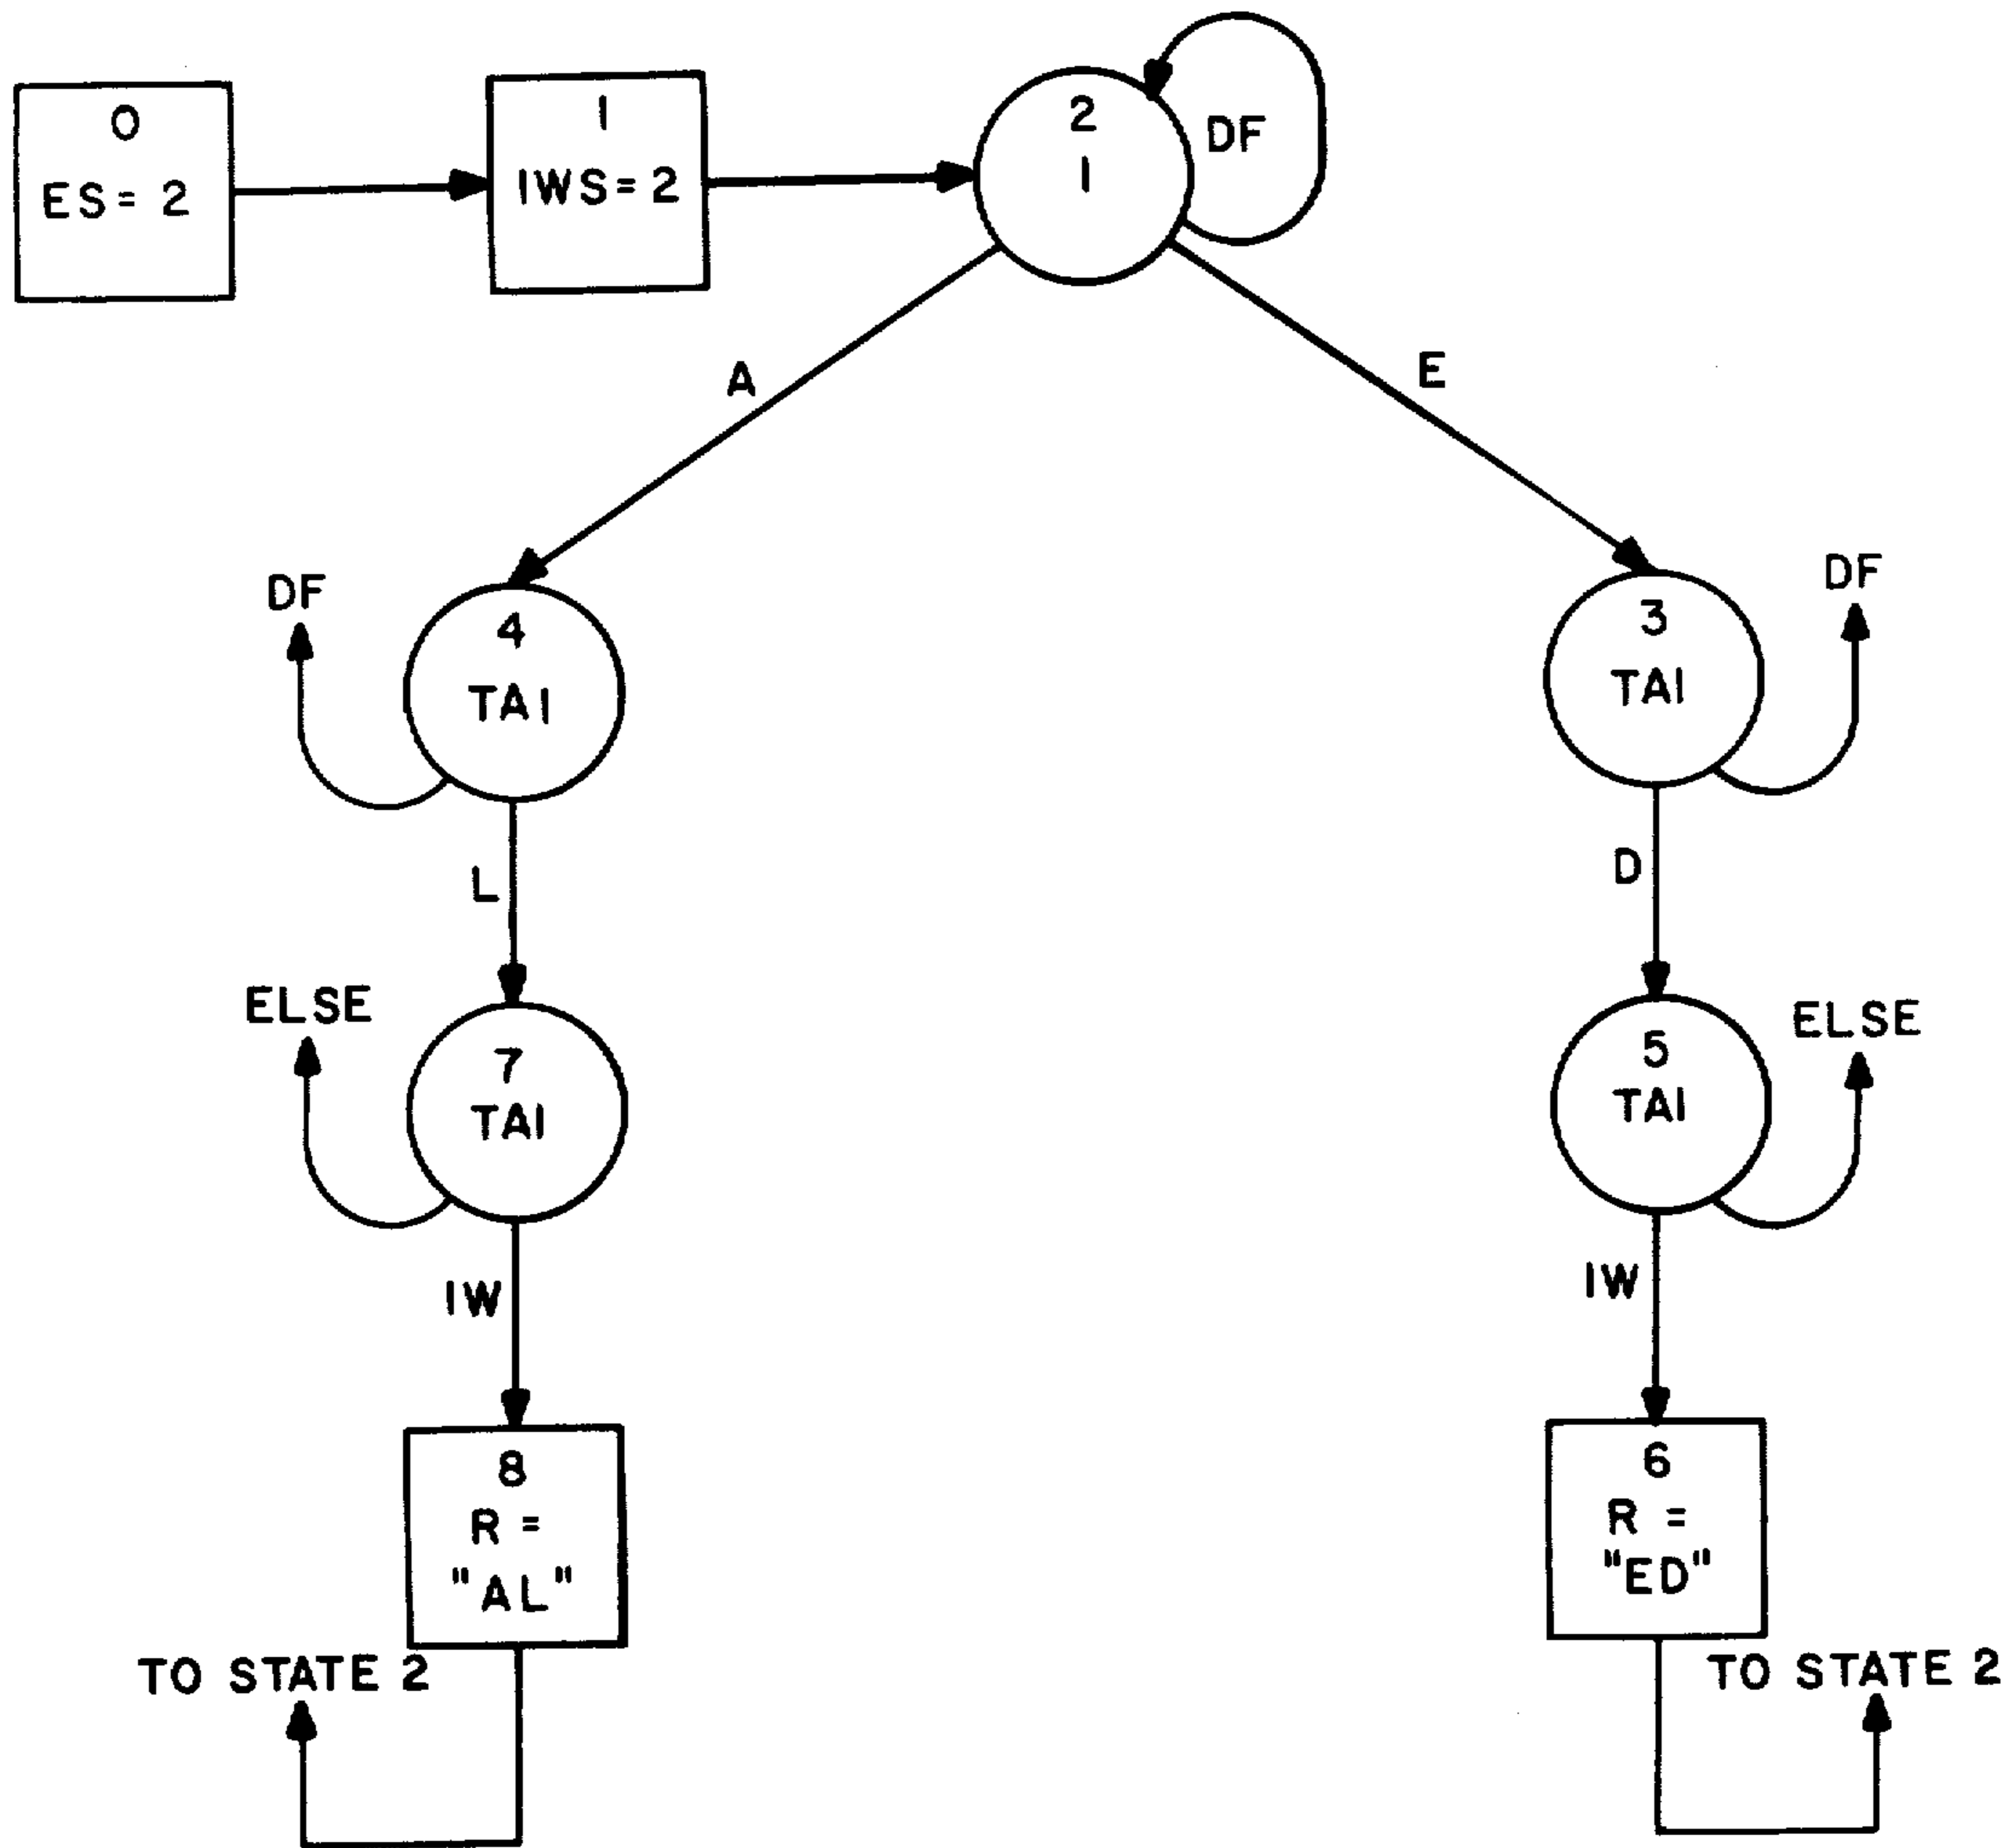 0
ES = 2
1
IWS = 2
2
I
DF
A
E
DF
4
TAI
DF
3
TAI
L
D
ELSE
7
TAI
ELSE
5
TAI
IW
IW
8
R =
"AL"
6
R =
"ED"
TO STATE 2
TO STATE 2